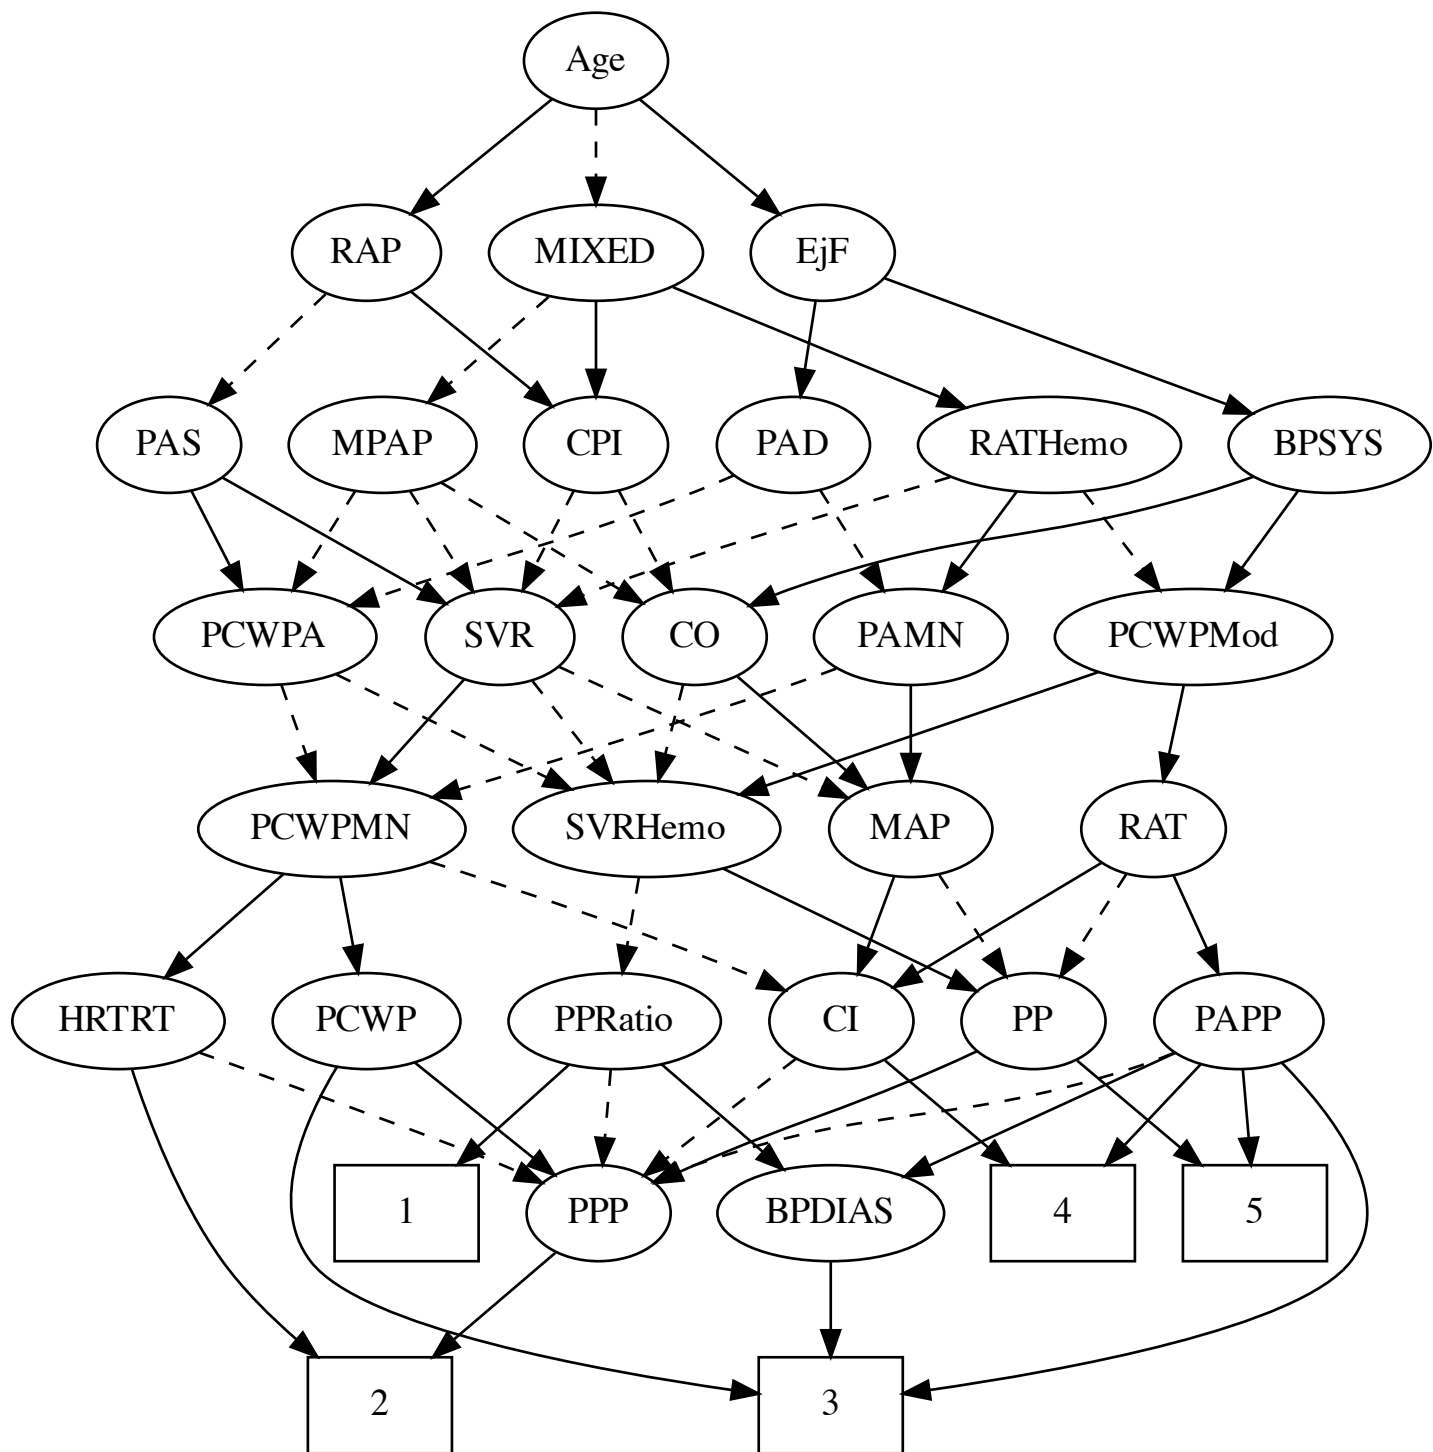 Age
RAP
MIXED
EjF
PAS
MPAP
CPI
PAD
RATHemo
BPSYS
PCWPA
SVR
CO
PAMN
PCWPMod
PCWPMN
SVRHemo
MAP
RAT
HRTRT
PCWP
PPRatio
CI
PP
PAPP
1
PPP
BPDIAS
4
5
2
3